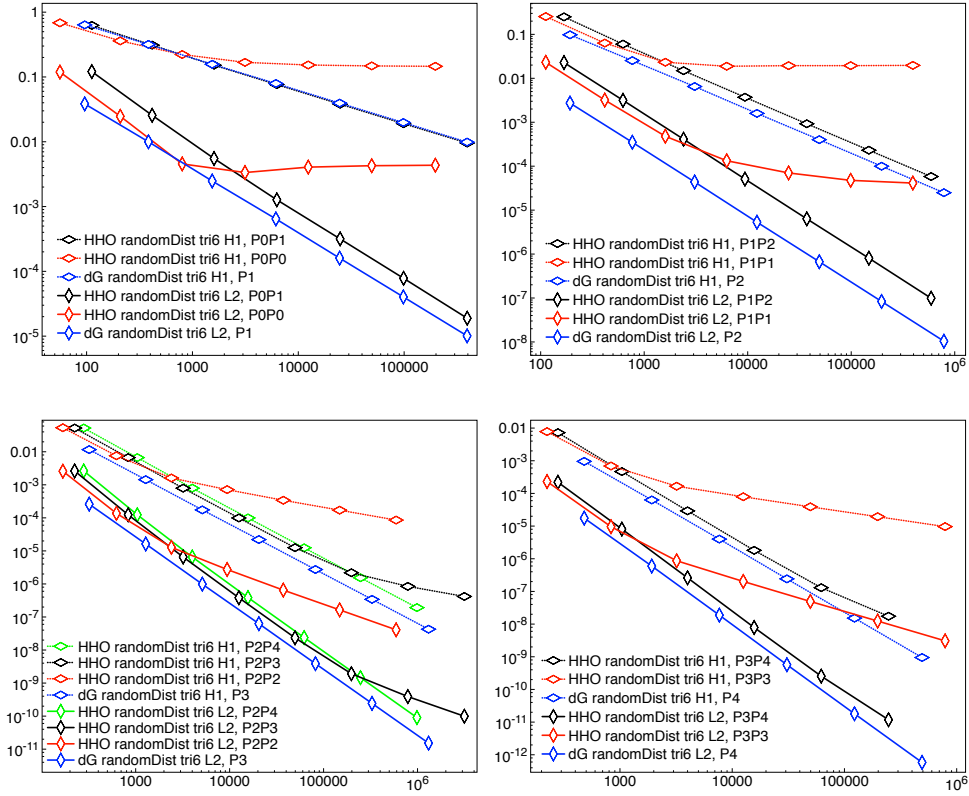 1
0.1
0.01
10-3
10-4
10-5
HHO randomDist tri6 H1, P0P1
HHO randomDist tri6 H1, P0P0
dG randomDist tri6 H1, P1
HHO randomDist tri6 L2, P0P1
HHO randomDist tri6 L2, P0P0
dG randomDist tri6 L2, P1
100
1000
10000
100000
0.1
0.01
10-3
10-4
10-5
10-6
10-7
10-8
HHO randomDist tri6 H1, P1P2
HHO randomDist tri6 H1, P1P1
dG randomDist tri6 H1, P2
HHO randomDist tri6 L2, P1P2
HHO randomDist tri6 L2, P1P1
dG randomDist tri6 L2, P2
100
1000
10000
100000
106
0.01
10-3
10-4
10-5
10-6
10-7
10-8
10-9
10-10
10-11
HHO randomDist tri6 H1, P2P4
HHO randomDist tri6 H1, P2P3
HHO randomDist tri6 H1, P2P2
dG randomDist tri6 H1, P3
HHO randomDist tri6 L2, P2P4
HHO randomDist tri6 L2, P2P3
HHO randomDist tri6 L2, P2P2
dG randomDist tri6 L2, P3
1000
10000
100000
106
0.01
10-3
10-4
10-5
10-6
10-7
10-8
10-9
10-10
10-11
10-12
HHO randomDist tri6 H1, P3P4
HHO randomDist tri6 H1, P3P3
dG randomDist tri6 H1, P4
HHO randomDist tri6 L2, P3P4
HHO randomDist tri6 L2, P3P3
dG randomDist tri6 L2, P4
1000
10000
100000
106